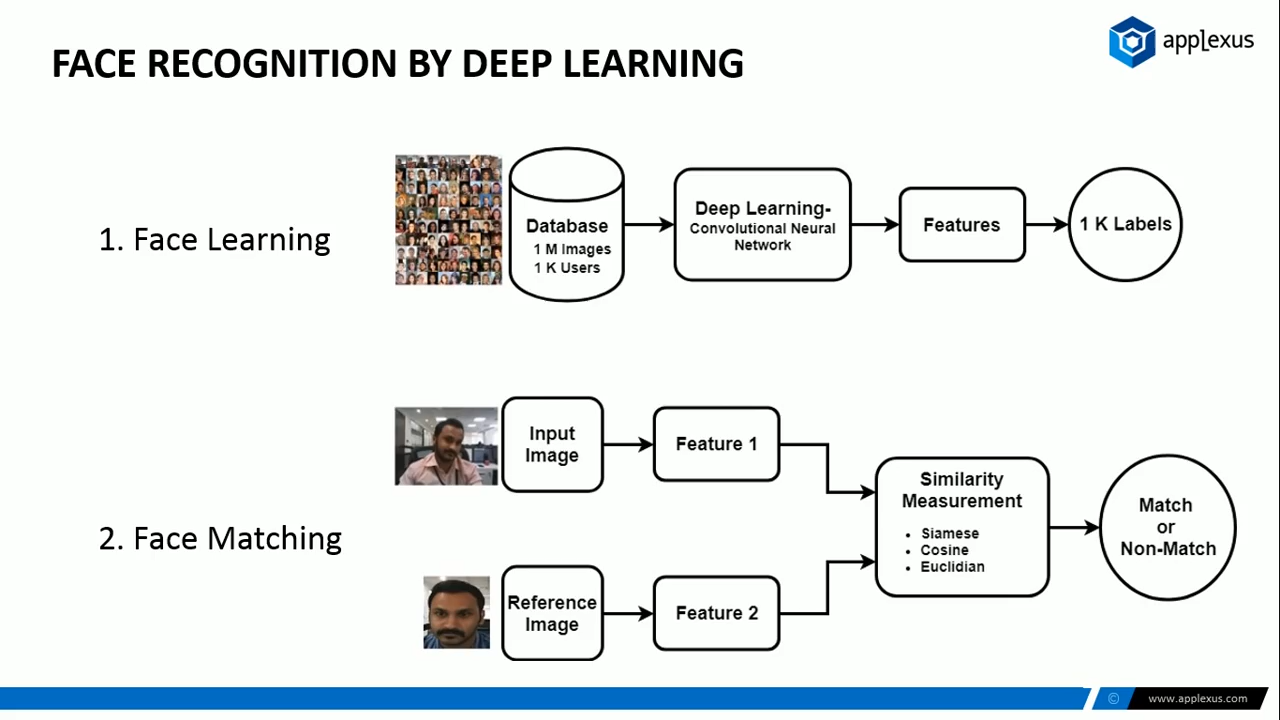 FACE RECOGNITION BY DEEP LEARNING
applexus
1. Face Learning
Database
1 M Images
1 K Users
Deep Learning-
Convolutional Neural
Network
Features
1 K Labels
2. Face Matching
Input
Image
Feature 1
Reference
Image
Feature 2
Similarity
Measurement
• Siamese
• Cosine
• Euclidian
Match
or
Non-Match
©
www.applexus.com